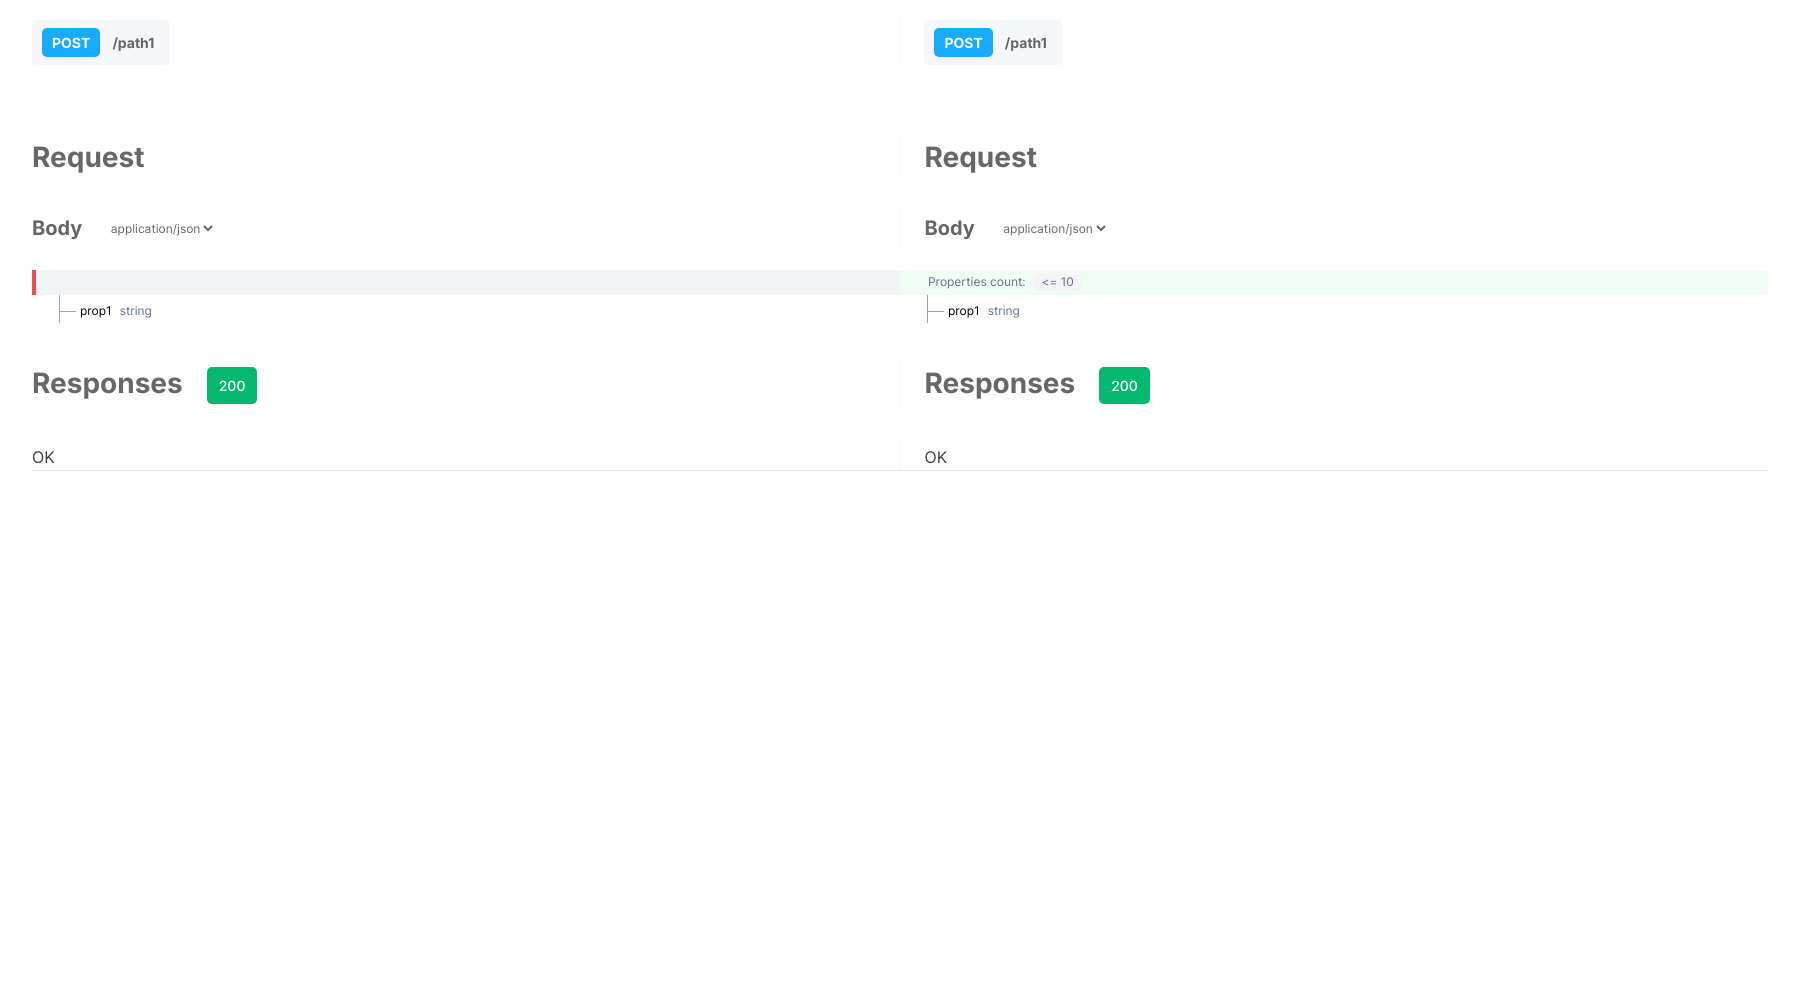 POST /path1
POST /path1
Request
Request
Body application/json
Body application/json
Properties count: <= 10
prop1 string
prop1 string
Responses 200
Responses 200
OK
OK